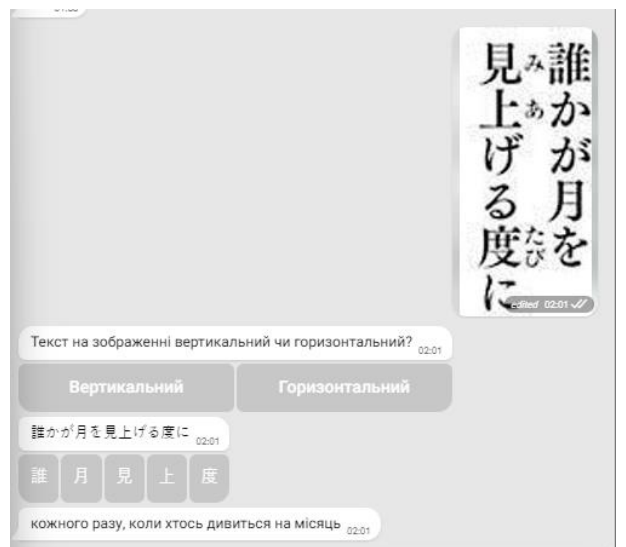 誰かが月を
見上げる度に
み
あ
たび
edited 02:01
Текст на зображенні вертикальний чи горизонтальний? 02:01
Вертикальний Горизонтальний
誰かが月を見上げる度に 02:01
誰 月 見 上 度
кожного разу, коли хтось дивиться на місяць 02:01